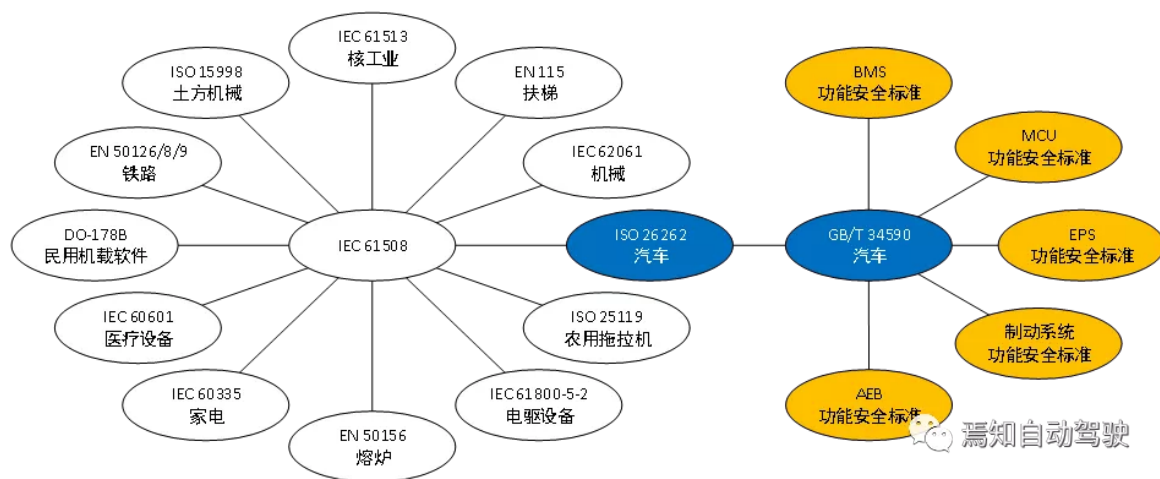 IEC 61513
核工业
ISO 15998
土方机械
EN 115
扶梯
BMS
功能安全标准
MCU
功能安全标准
EN 50126/8/9
铁路
IEC 62061
机械
DO-178B
民用机载软件
IEC 61508
ISO 26262
汽车
GB/T 34590
汽车
EPS
功能安全标准
IEC 60601
医疗设备
ISO 25119
农用拖拉机
制动系统
功能安全标准
IEC 60335
家电
IEC61800-5-2
电驱设备
AEB
功能安全标准
EN 50156
熔炉
焉知自动驾驶